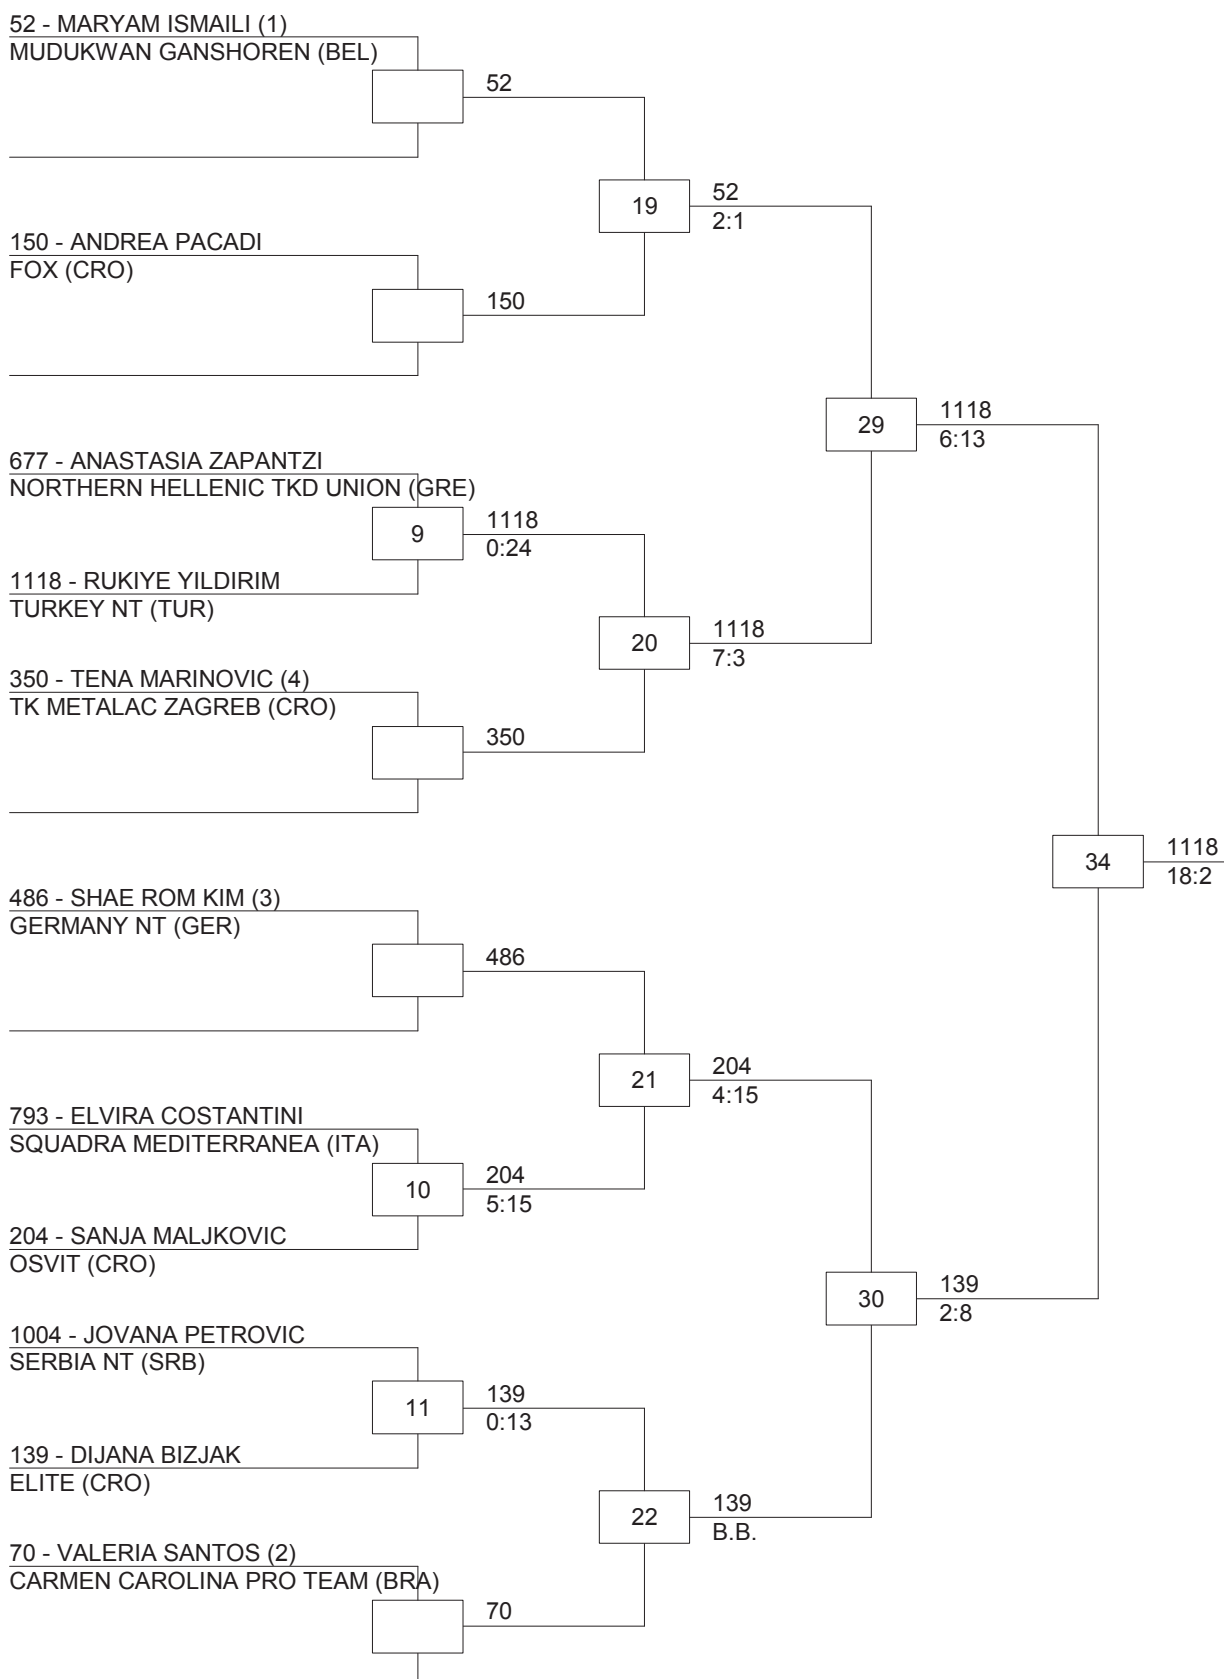 52 - MARYAM ISMAILI (1)
MUDUKWAN GANSHOREN (BEL)
52
19
52
2:1
150 - ANDREA PACADI
FOX (CRO)
150
29
1118
6:13
677 - ANASTASIA ZAPANTZI
NORTHERN HELLENIC TKD UNION (GRE)
9
1118
0:24
1118 - RUKIYE YILDIRIM
TURKEY NT (TUR)
20
1118
7:3
350 - TENA MARINOVIC (4)
TK METALAC ZAGREB (CRO)
350
34
1118
18:2
486 - SHAE ROM KIM (3)
GERMANY NT (GER)
486
21
204
4:15
793 - ELVIRA COSTANTINI
SQUADRA MEDITERRANEA (ITA)
10
204
5:15
204 - SANJA MALJKOVIC
OSVIT (CRO)
30
139
2:8
1004 - JOVANA PETROVIC
SERBIA NT (SRB)
11
139
0:13
139 - DIJANA BIZJAK
ELITE (CRO)
22
139
B.B.
70 - VALERIA SANTOS (2)
CARMEN CAROLINA PRO TEAM (BRA)
70